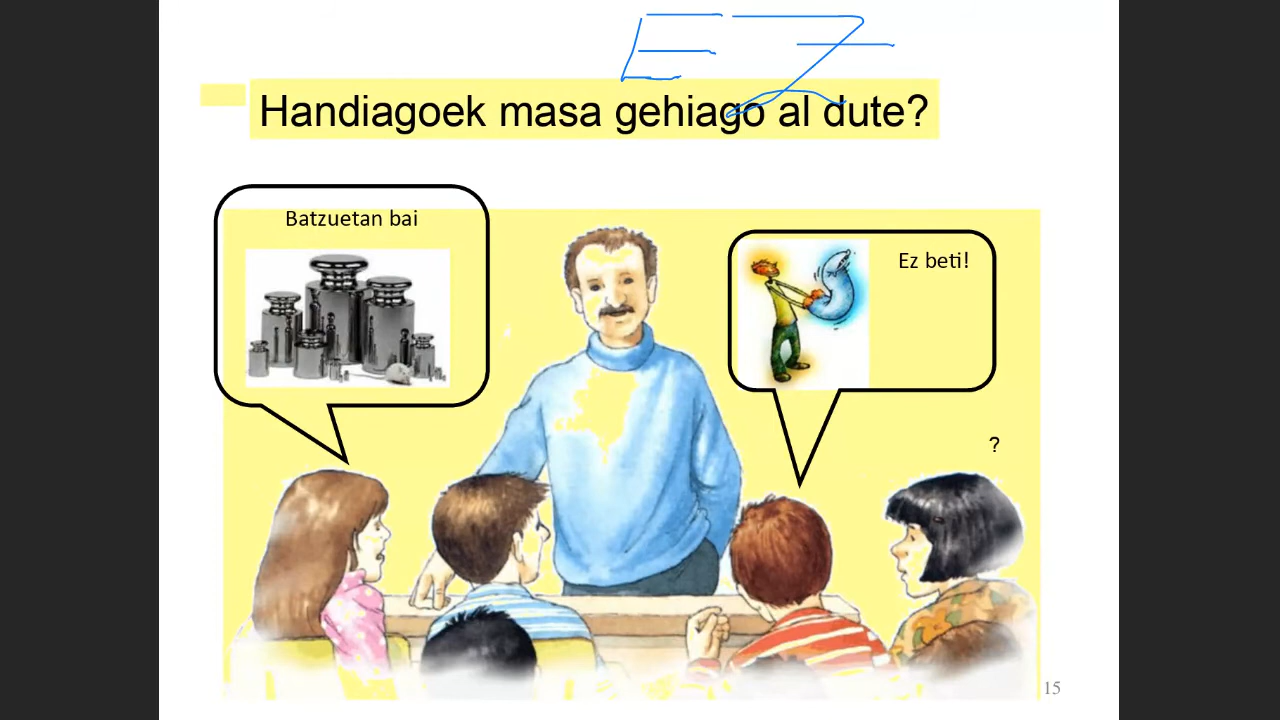 EZ
Handiagoek masa gehiago al dute?
Batzuetan bai
Ez beti!
?
15